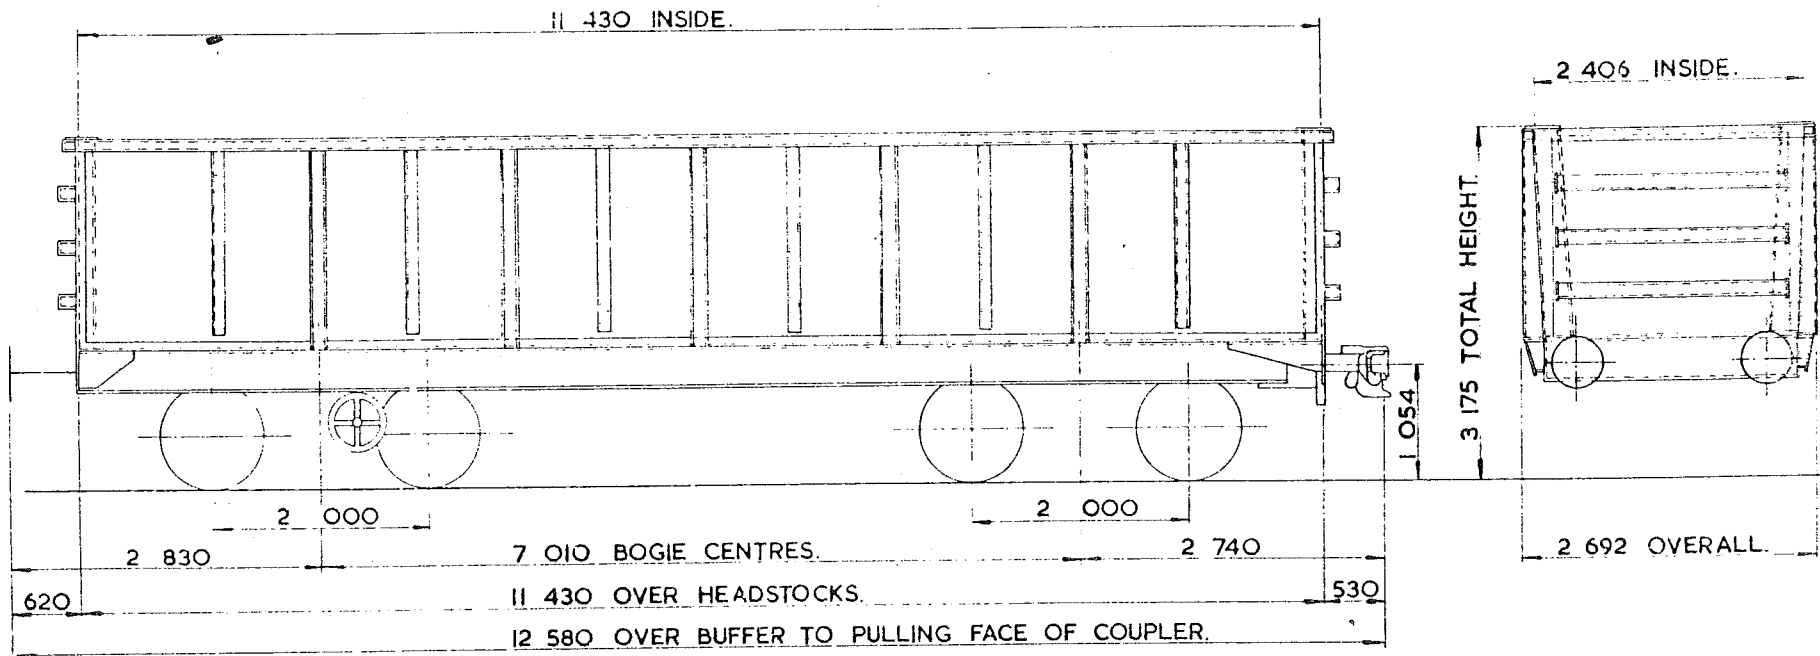 11 430 INSIDE.
2 406 INSIDE.
3 175 TOTAL HEIGHT.
1 054
2 000
2 000
2 830
7 010 BOGIE CENTRES.
2 740
2 692 OVERALL.
620
11 430 OVER HEADSTOCKS.
530
12 580 OVER BUFFER TO PULLING FACE OF COUPLER.